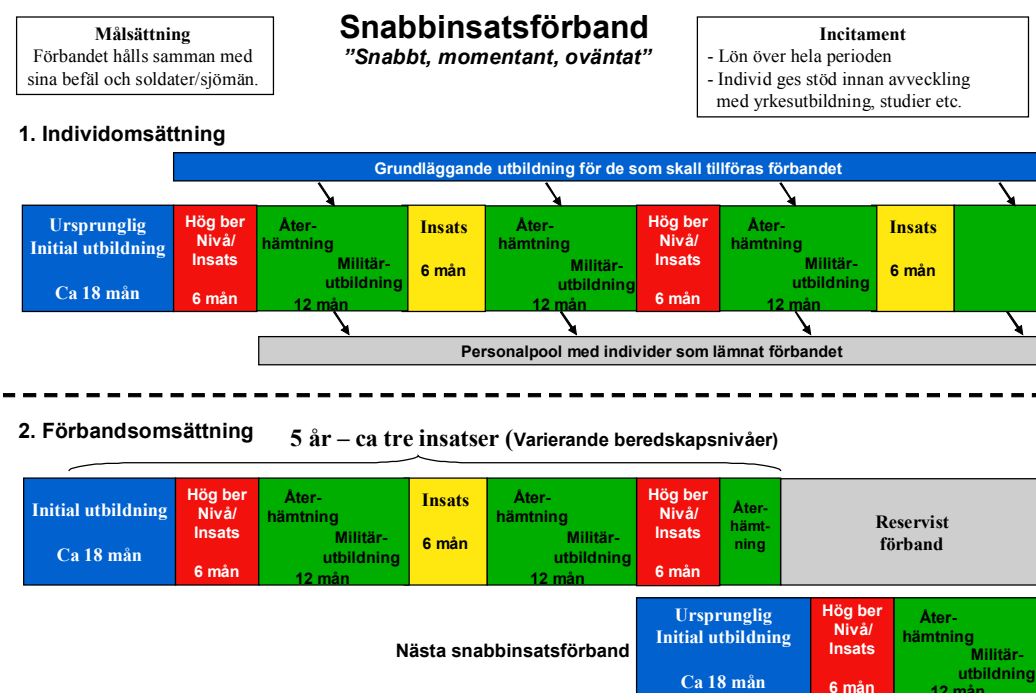 Målsättning
Förbandet hålls samman med
sina befäl och soldater/sjömän.
Snabbinsatsförband
”Snabbt, momentant, oväntat”
Incitament
- Lön över hela perioden
- Individ ges stöd innan avveckling
med yrkesutbildning, studier etc.
1. Individomsättning
Grundläggande utbildning för de som skall tillföras förbandet
Ursprunglig
Initial utbildning
Ca 18 mån
Hög ber
Nivå/
Insats
6 mån
Åter-
hämtning
Militär-
utbildning
12 mån
Insats
6 mån
Åter-
hämtning
Militär-
utbildning
12 mån
Hög ber
Nivå/
Insats
6 mån
Åter-
hämtning
Militär-
utbildning
12 mån
Insats
6 mån
Personalpool med individer som lämnat förbandet
2. Förbandsomsättning
5 år – ca tre insatser (Varierande beredskapsnivåer)
Initial utbildning
Ca 18 mån
Hög ber
Nivå/
Insats
6 mån
Åter-
hämtning
Militär-
utbildning
12 mån
Insats
6 mån
Åter-
hämtning
Militär-
utbildning
12 mån
Hög ber
Nivå/
Insats
6 mån
Åter-
hämt-
ning
Reservist
förband
Nästa snabbinsatsförband
Ursprunglig
Initial utbildning
Ca 18 mån
Hög ber
Nivå/
Insats
6 mån
Åter-
hämtning
Militär-
utbildning
12 mån